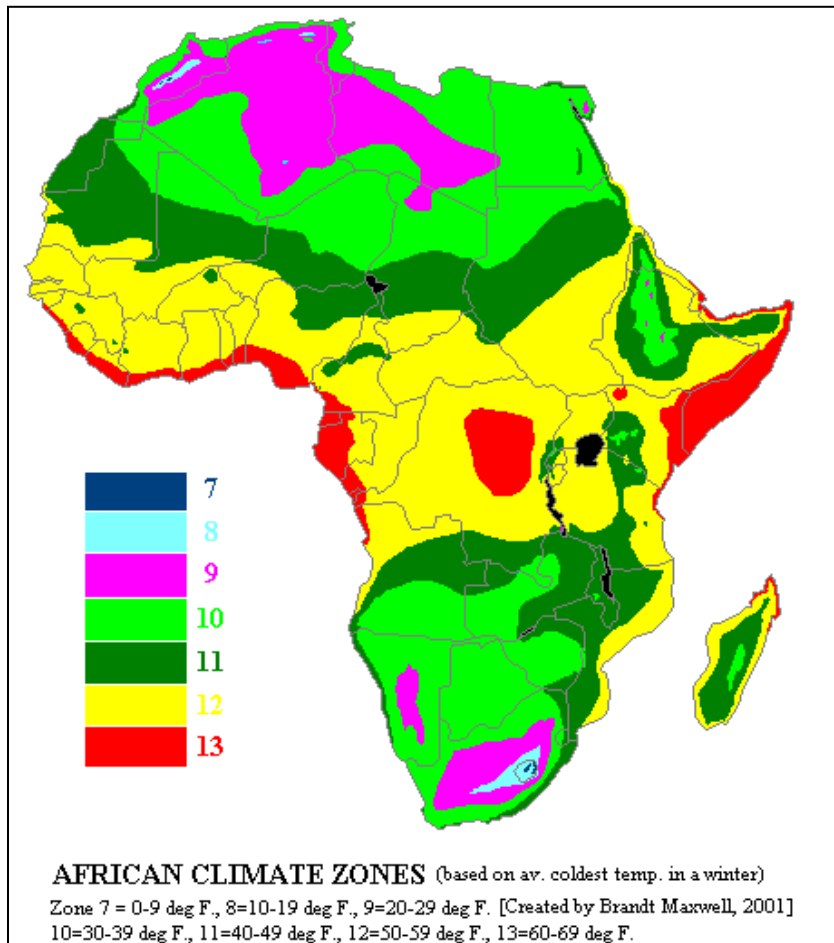 7
8
9
10
11
12
13
AFRICAN CLIMATE ZONES (based on av. coldest temp. in a winter)
Zone 7 = 0-9 deg F., 8=10-19 deg F., 9=20-29 deg F. [Created by Brandt Maxwell, 2001]
10=30-39 deg F., 11=40-49 deg F., 12=50-59 deg F., 13=60-69 deg F.